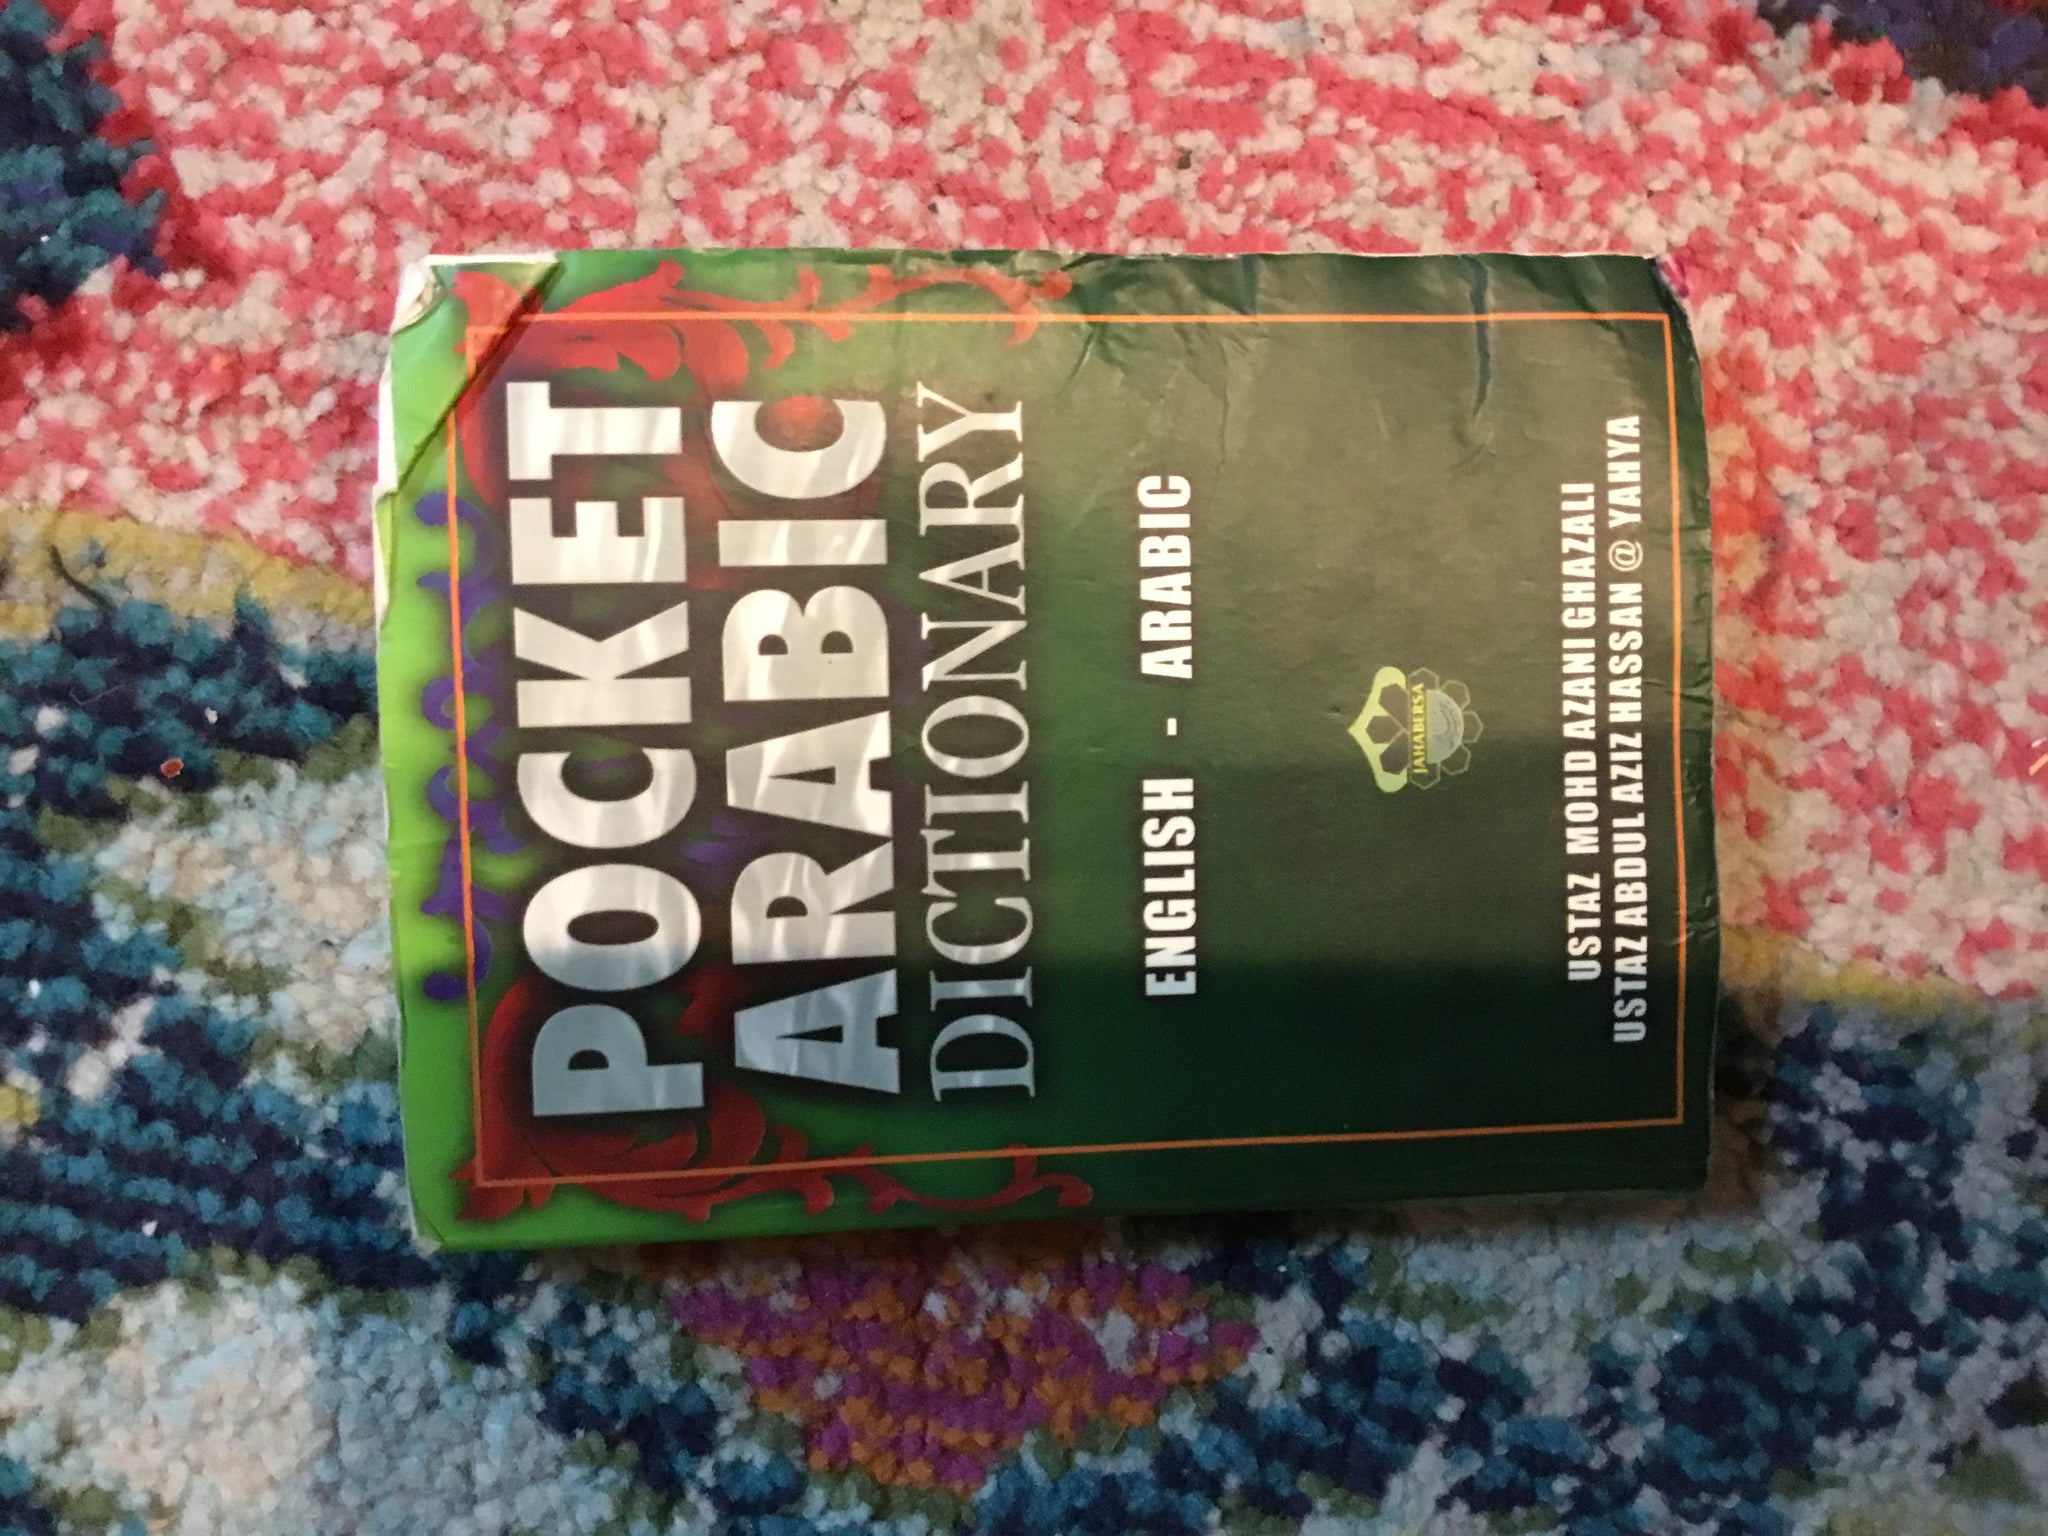 POCKET
ARABIC
DICTIONARY
ENGLISH - ARABIC
JAHABERSA
USTAZ MOHD AZANI GHAZALI
USTAZ ABDUL AZIZ HASSAN @ YAHYA